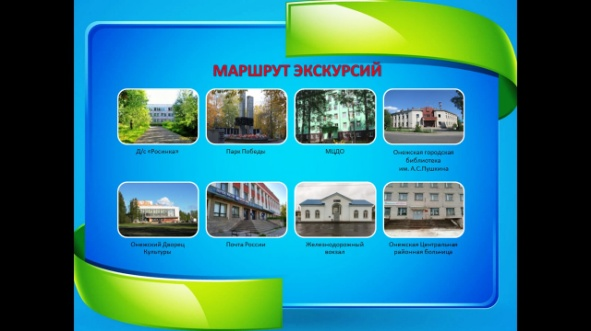 МАРШРУТ ЭКСКУРСИЙ
Д/с «Росинка»
Парк Победы
МЦДО
Онежская городская
библиотека
им. А.С.Пушкина
Онежский Дворец
Культуры
Почта России
Железнодорожный
вокзал
Онежская Центральная
районная больница